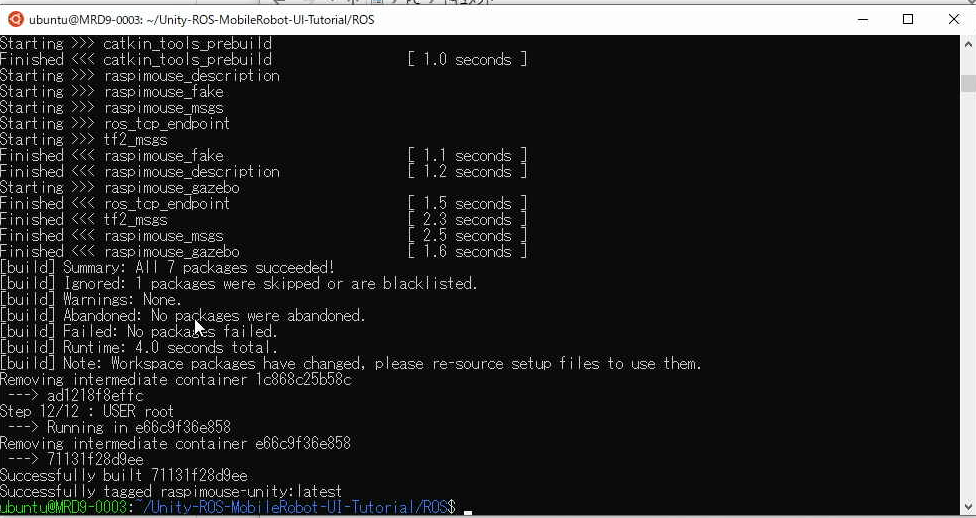 ubuntu@MRD9-0003: ~/Unity-ROS-MobileRobot-UI-Tutorial/ROS
Starting >>> catkin_tools_prebuild
Finished <<< catkin_tools_prebuild [ 1.0 seconds ]
Starting >>> raspimouse_description
Starting >>> raspimouse_fake
Starting >>> raspimouse_msgs
Starting >>> ros_tcp_endpoint
Starting >>> tf2_msgs
Finished <<< raspimouse_fake [ 1.1 seconds ]
Finished <<< raspimouse_description [ 1.2 seconds ]
Starting >>> raspimouse_gazebo
Finished <<< ros_tcp_endpoint [ 1.5 seconds ]
Finished <<< tf2_msgs [ 2.3 seconds ]
Finished <<< raspimouse_msgs [ 2.5 seconds ]
Finished <<< raspimouse_gazebo [ 1.6 seconds ]
[build] Summary: All 7 packages succeeded!
[build] Ignored: 1 packages were skipped or are blacklisted.
[build] Warnings: None.
[build] Abandoned: No packages were abandoned.
[build] Failed: No packages failed.
[build] Runtime: 4.0 seconds total.
[build] Note: Workspace packages have changed, please re-source setup files to use them.
Removing intermediate container 1c868c25b58c
---> ad1218f8effc
Step 12/12 : USER root
---> Running in e66c9f36e858
Removing intermediate container e66c9f36e858
---> 71131f28d9ee
Successfully built 71131f28d9ee
Successfully tagged raspimouse-unity:latest
ubuntu@MRD9-0003:~/Unity-ROS-MobileRobot-UI-Tutorial/ROS$